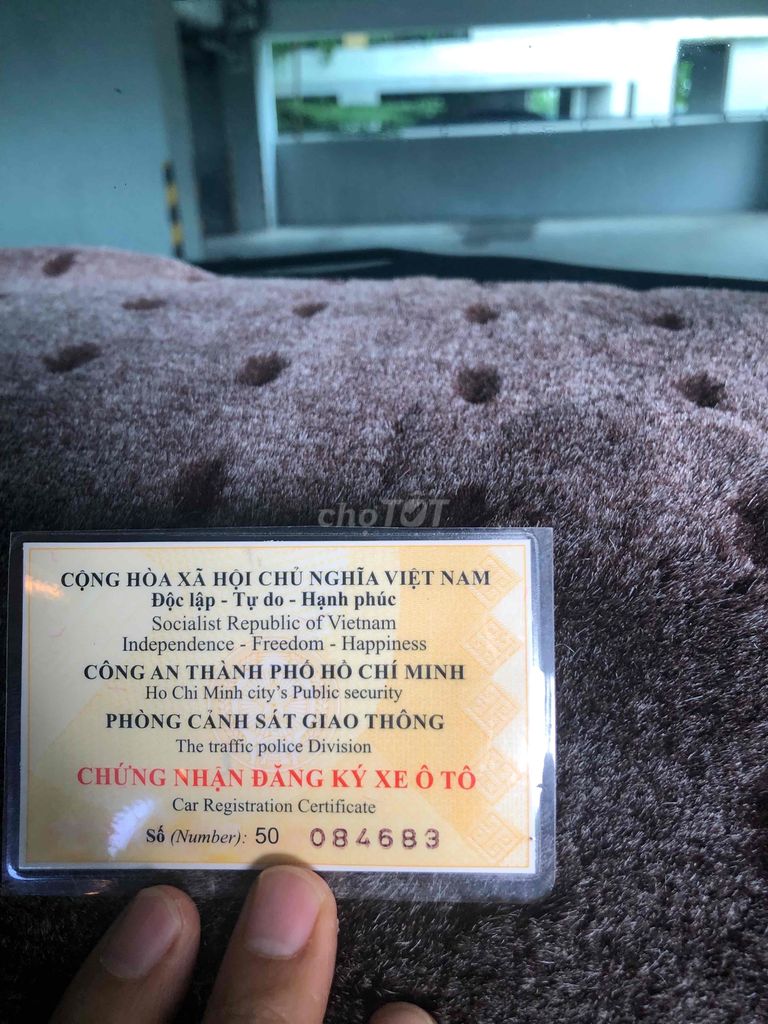 chợTỐT
CỘNG HÒA XÃ HỘI CHỦ NGHĨA VIỆT NAM
Độc lập - Tự do - Hạnh phúc
Socialist Republic of Vietnam
Independence - Freedom - Happiness
CÔNG AN THÀNH PHỐ HỒ CHÍ MINH
Ho Chi Minh city's Public security
PHÒNG CẢNH SÁT GIAO THÔNG
The traffic police Division
CHỨNG NHẬN ĐĂNG KÝ XE Ô TÔ
Car Registration Certificate
Số (Number): 50 084683